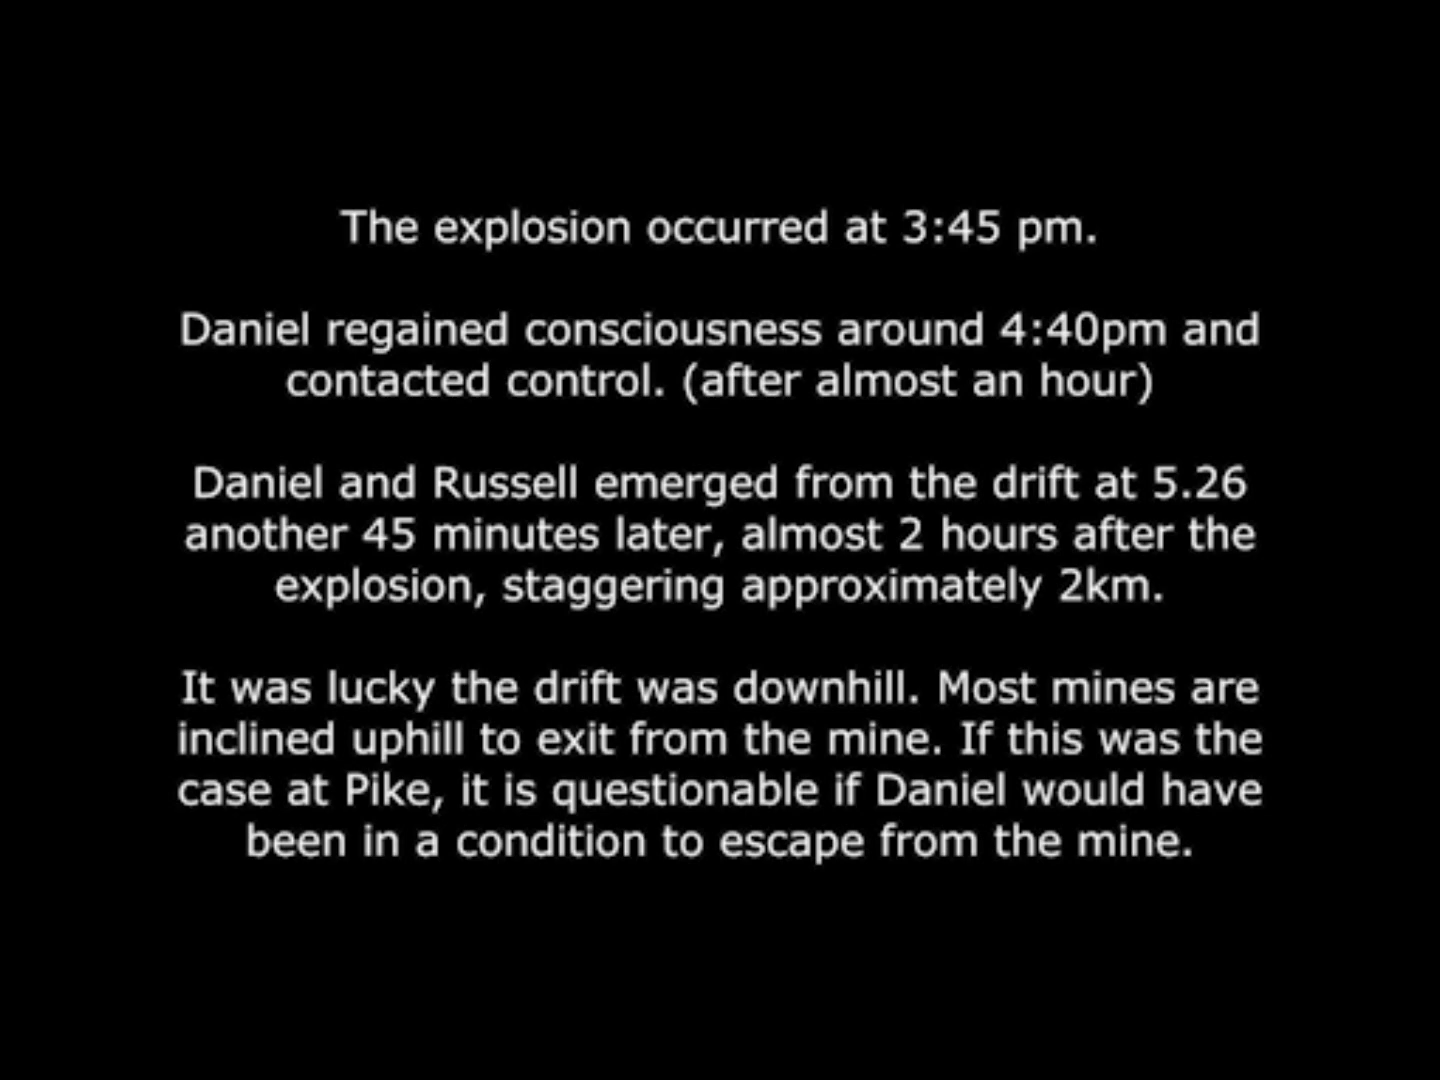 The explosion occurred at 3:45 pm.
Daniel regained consciousness around 4:40pm and
contacted control. (after almost an hour)
Daniel and Russell emerged from the drift at 5.26
another 45 minutes later, almost 2 hours after the
explosion, staggering approximately 2km.
It was lucky the drift was downhill. Most mines are
inclined uphill to exit from the mine. If this was the
case at Pike, it is questionable if Daniel would have
been in a condition to escape from the mine.